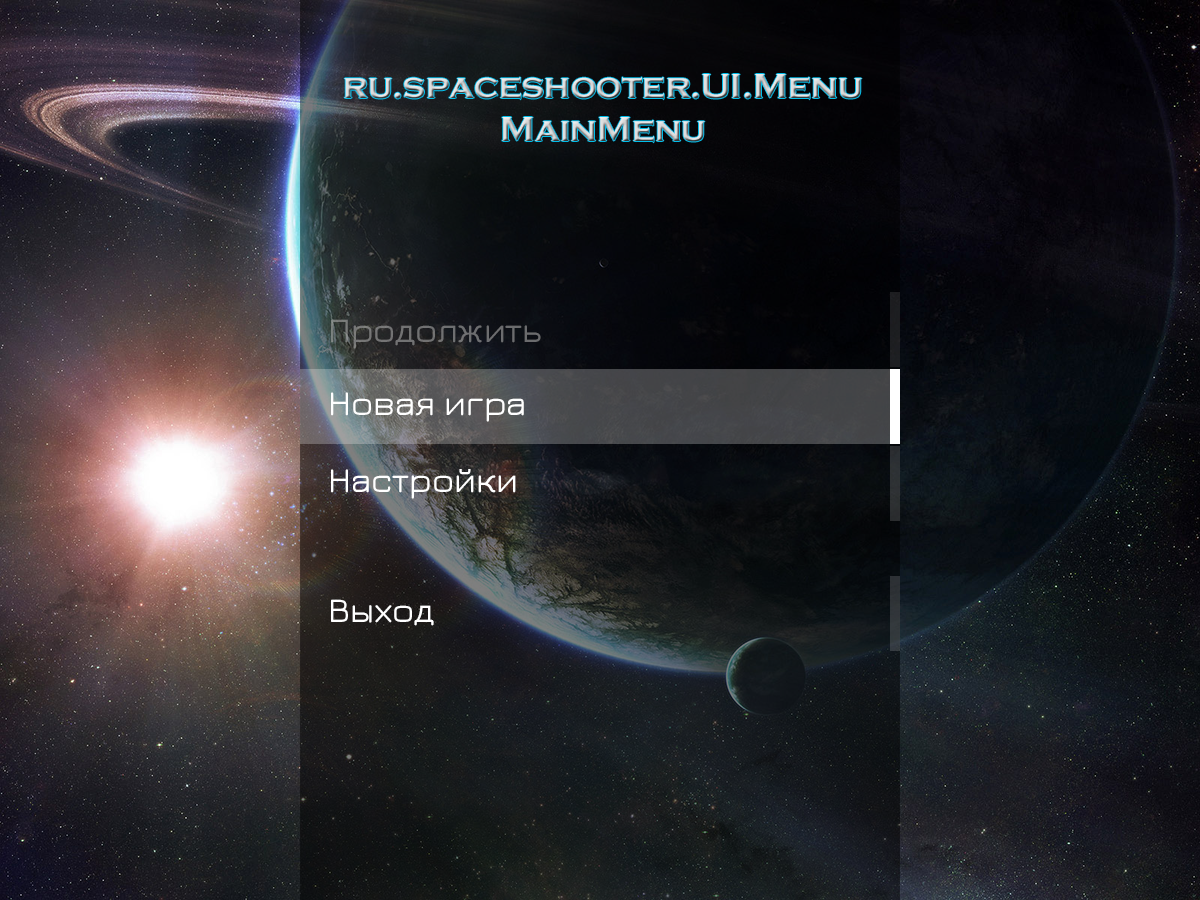 ru.spaceshooter.UI.Menu
MainMenu
Продолжить
Новая игра
Настройки
Выход